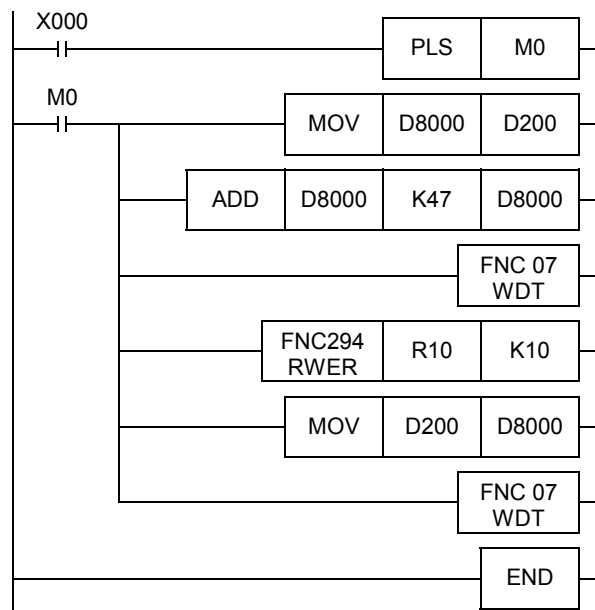 X000
PLS M0
M0
MOV D8000 D200
ADD D8000 K47 D8000
FNC 07
WDT
FNC294
RWER R10 K10
MOV D200 D8000
FNC 07
WDT
END